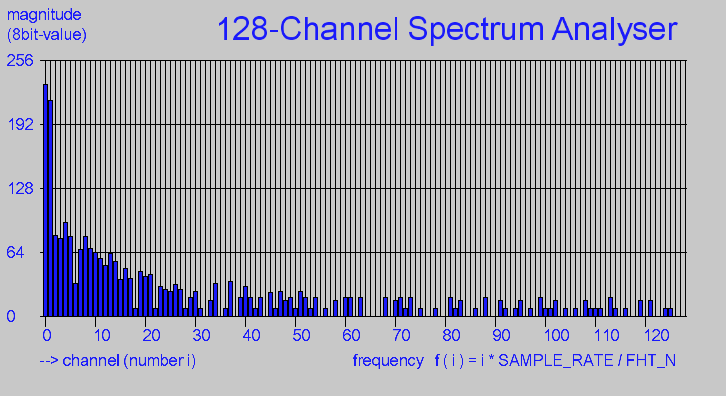 magnitude
(8bit-value)
128-Channel Spectrum Analyser
256
192
128
64
0
0 10 20 30 40 50 60 70 80 90 100 110 120
--> channel (number i)
frequency f ( i ) = i * SAMPLE_RATE / FHT_N